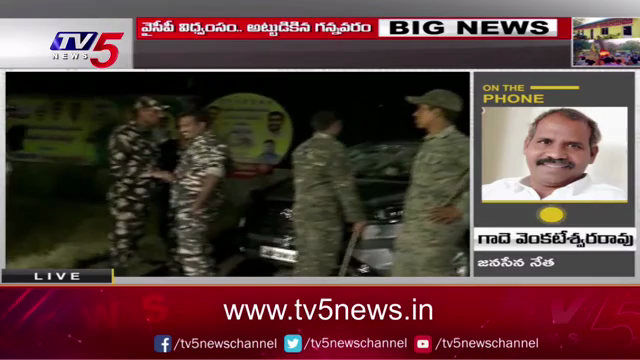 వైసీపీ విధ్వంసం.. అట్టుడికిన గన్నవరం
BIG NEWS
TV5
NEWS
ON THE
PHONE
గాదె వెంకటేశ్వరరావు
జనసేన నేత
LIVE
www.tv5news.in
/tv5newschannel
/tv5newschannel
/tv5newschannel